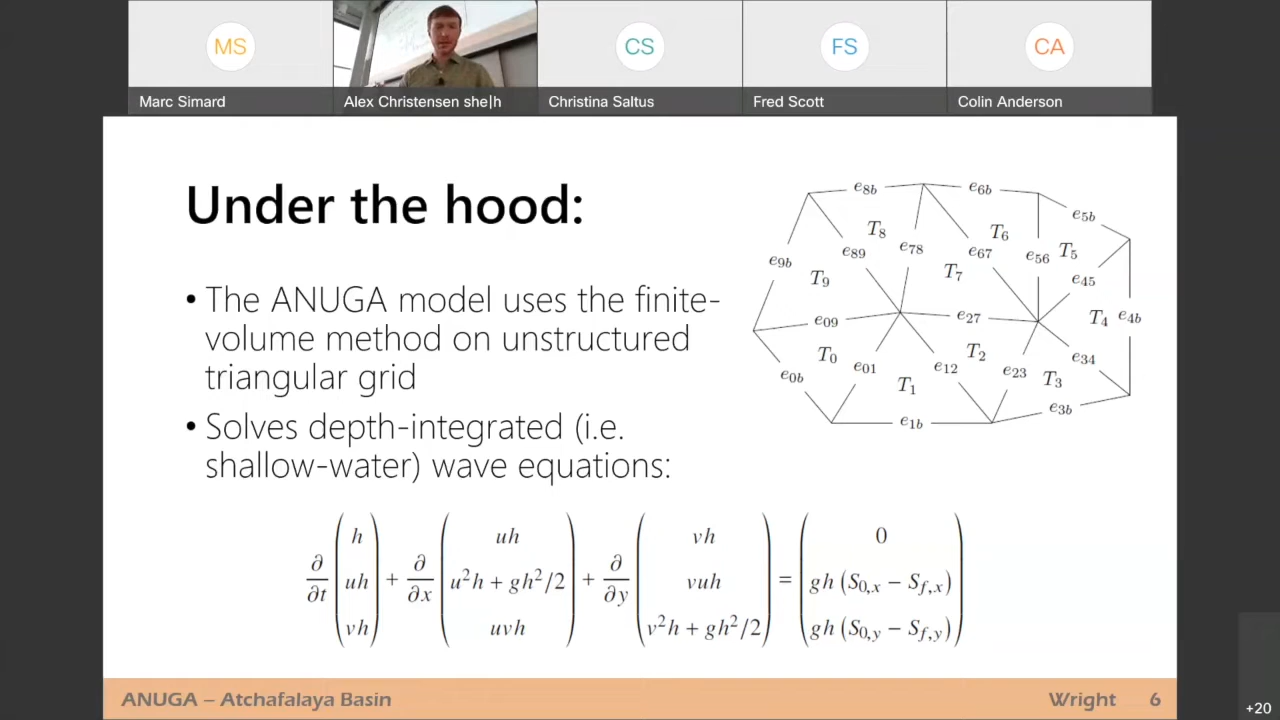 MS
CS
FS
CA
Marc Simard
Alex Christensen she|h
Christina Saltus
Fred Scott
Colin Anderson
Under the hood:
• The ANUGA model uses the finite-
volume method on unstructured
triangular grid
• Solves depth-integrated (i.e.
shallow-water) wave equations:
e8b e6b
e5b
T8 T6
e89 e78 e67 e56 T5
e9b
T9 T7 e45
e09 e27 T4 e4b
T0 T2 e34
e0b e01 e12 e23 T3
T1
e1b e3b
∂/∂t (h, uh, vh) + ∂/∂x (uh, u²h + gh²/2, uvh) + ∂/∂y (vh, vuh, v²h + gh²/2) = (0, gh (S0,x − Sf,x), gh (S0,y − Sf,y))
ANUGA – Atchafalaya Basin
Wright 6
+20